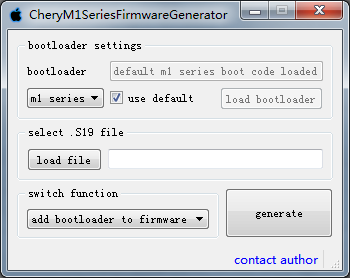 CheryM1SeriesFirmwareGenerator
bootloader settings
bootloader
default m1 series boot code loaded
m1 series
use default
load bootloader
select .S19 file
load file
switch function
add bootloader to firmware
generate
contact author